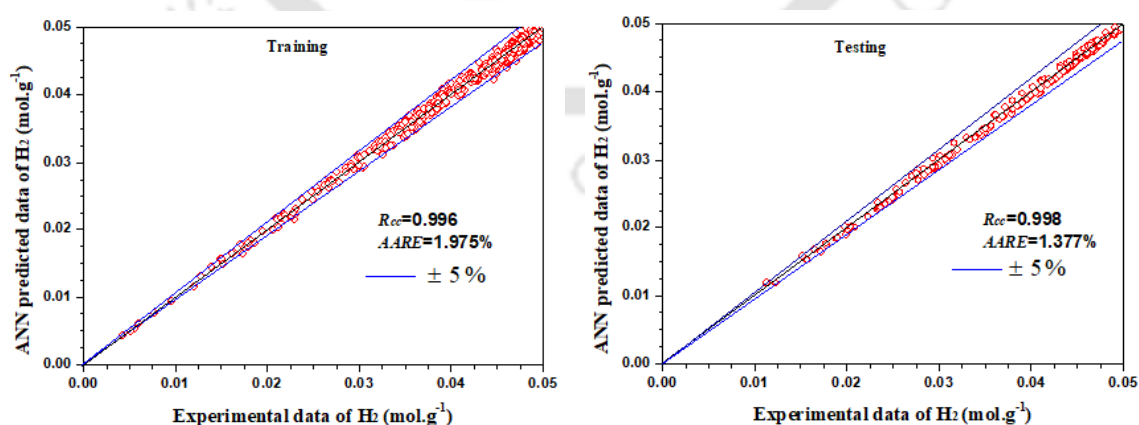 0.05
0.04
0.03
0.02
0.01
0.00
ANN predicted data of H2 (mol.g-1)
Training
Rcc=0.996
AARE=1.975%
± 5%
0.00 0.01 0.02 0.03 0.04 0.05
Experimental data of H2 (mol.g-1)
0.05
0.04
0.03
0.02
0.01
0.00
ANN predicted data of H2 (mol.g-1)
Testing
Rcc=0.998
AARE=1.377%
± 5%
0.00 0.01 0.02 0.03 0.04 0.05
Experimental data of H2 (mol.g-1)